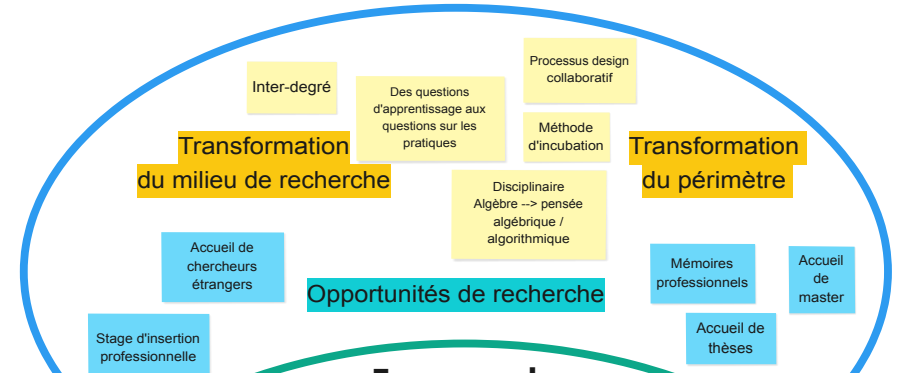 Processus design
collaboratif
Inter-degré
Des questions
d'apprentissage aux
questions sur les
pratiques
Méthode
d'incubation
Transformation
du milieu de recherche
Transformation
du périmètre
Disciplinaire
Algèbre --> pensée
algébrique /
algorithmique
Accueil de
chercheurs
étrangers
Opportunités de recherche
Mémoires
professionnels
Accueil
de
master
Stage d'insertion
professionnelle
Accueil de
thèses